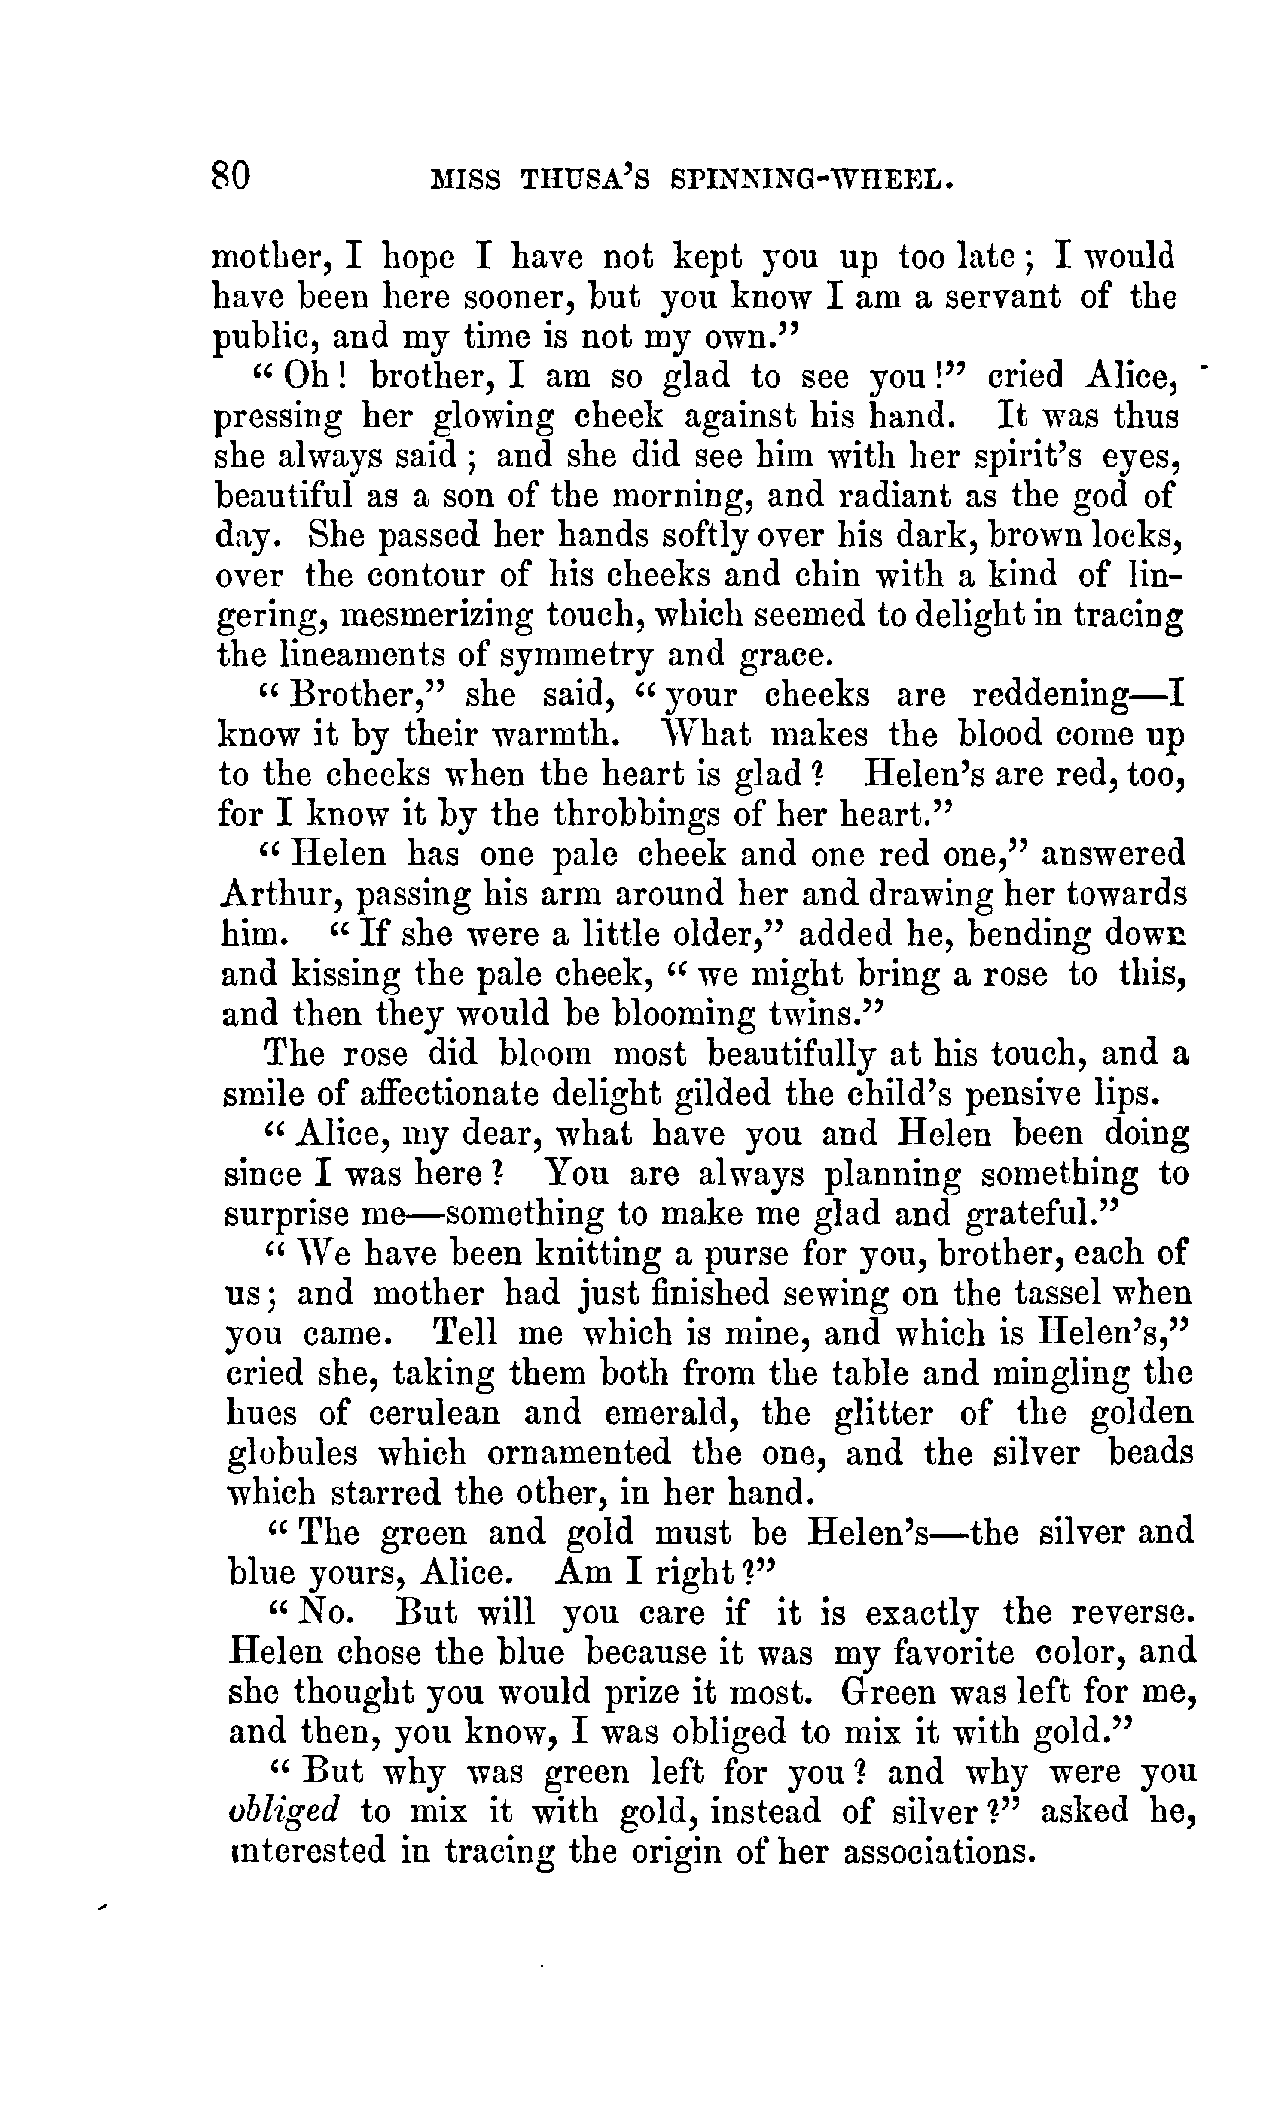 80 MISS THUSA'S SPINNING-WHEEL.
mother, I hope I have not kept you up too late; I would
have been here sooner, but you know I am a servant of the
public, and my time is not my own."
"Oh! brother, I am so glad to see you!" cried Alice,
pressing her glowing cheek against his hand. It was thus
she always said; and she did see him with her spirit's eyes,
beautiful as a son of the morning, and radiant as the god of
day. She passed her hands softly over his dark, brown locks,
over the contour of his cheeks and chin with a kind of lin-
gering, mesmerizing touch, which seemed to delight in tracing
the lineaments of symmetry and grace.
"Brother," she said, "your cheeks are reddening—I
know it by their warmth. What makes the blood come up
to the cheeks when the heart is glad? Helen's are red, too,
for I know it by the throbbings of her heart."
"Helen has one pale cheek and one red one," answered
Arthur, passing his arm around her and drawing her towards
him. "If she were a little older," added he, bending down
and kissing the pale cheek, "we might bring a rose to this,
and then they would be blooming twins."
The rose did bloom most beautifully at his touch, and a
smile of affectionate delight gilded the child's pensive lips.
"Alice, my dear, what have you and Helen been doing
since I was here? You are always planning something to
surprise me—something to make me glad and grateful."
"We have been knitting a purse for you, brother, each of
us; and mother had just finished sewing on the tassel when
you came. Tell me which is mine, and which is Helen's,"
cried she, taking them both from the table and mingling the
hues of cerulean and emerald, the glitter of the golden
globules which ornamented the one, and the silver beads
which starred the other, in her hand.
"The green and gold must be Helen's—the silver and
blue yours, Alice. Am I right?"
"No. But will you care if it is exactly the reverse.
Helen chose the blue because it was my favorite color, and
she thought you would prize it most. Green was left for me,
and then, you know, I was obliged to mix it with gold."
"But why was green left for you? and why were you
obliged to mix it with gold, instead of silver?" asked he,
interested in tracing the origin of her associations.